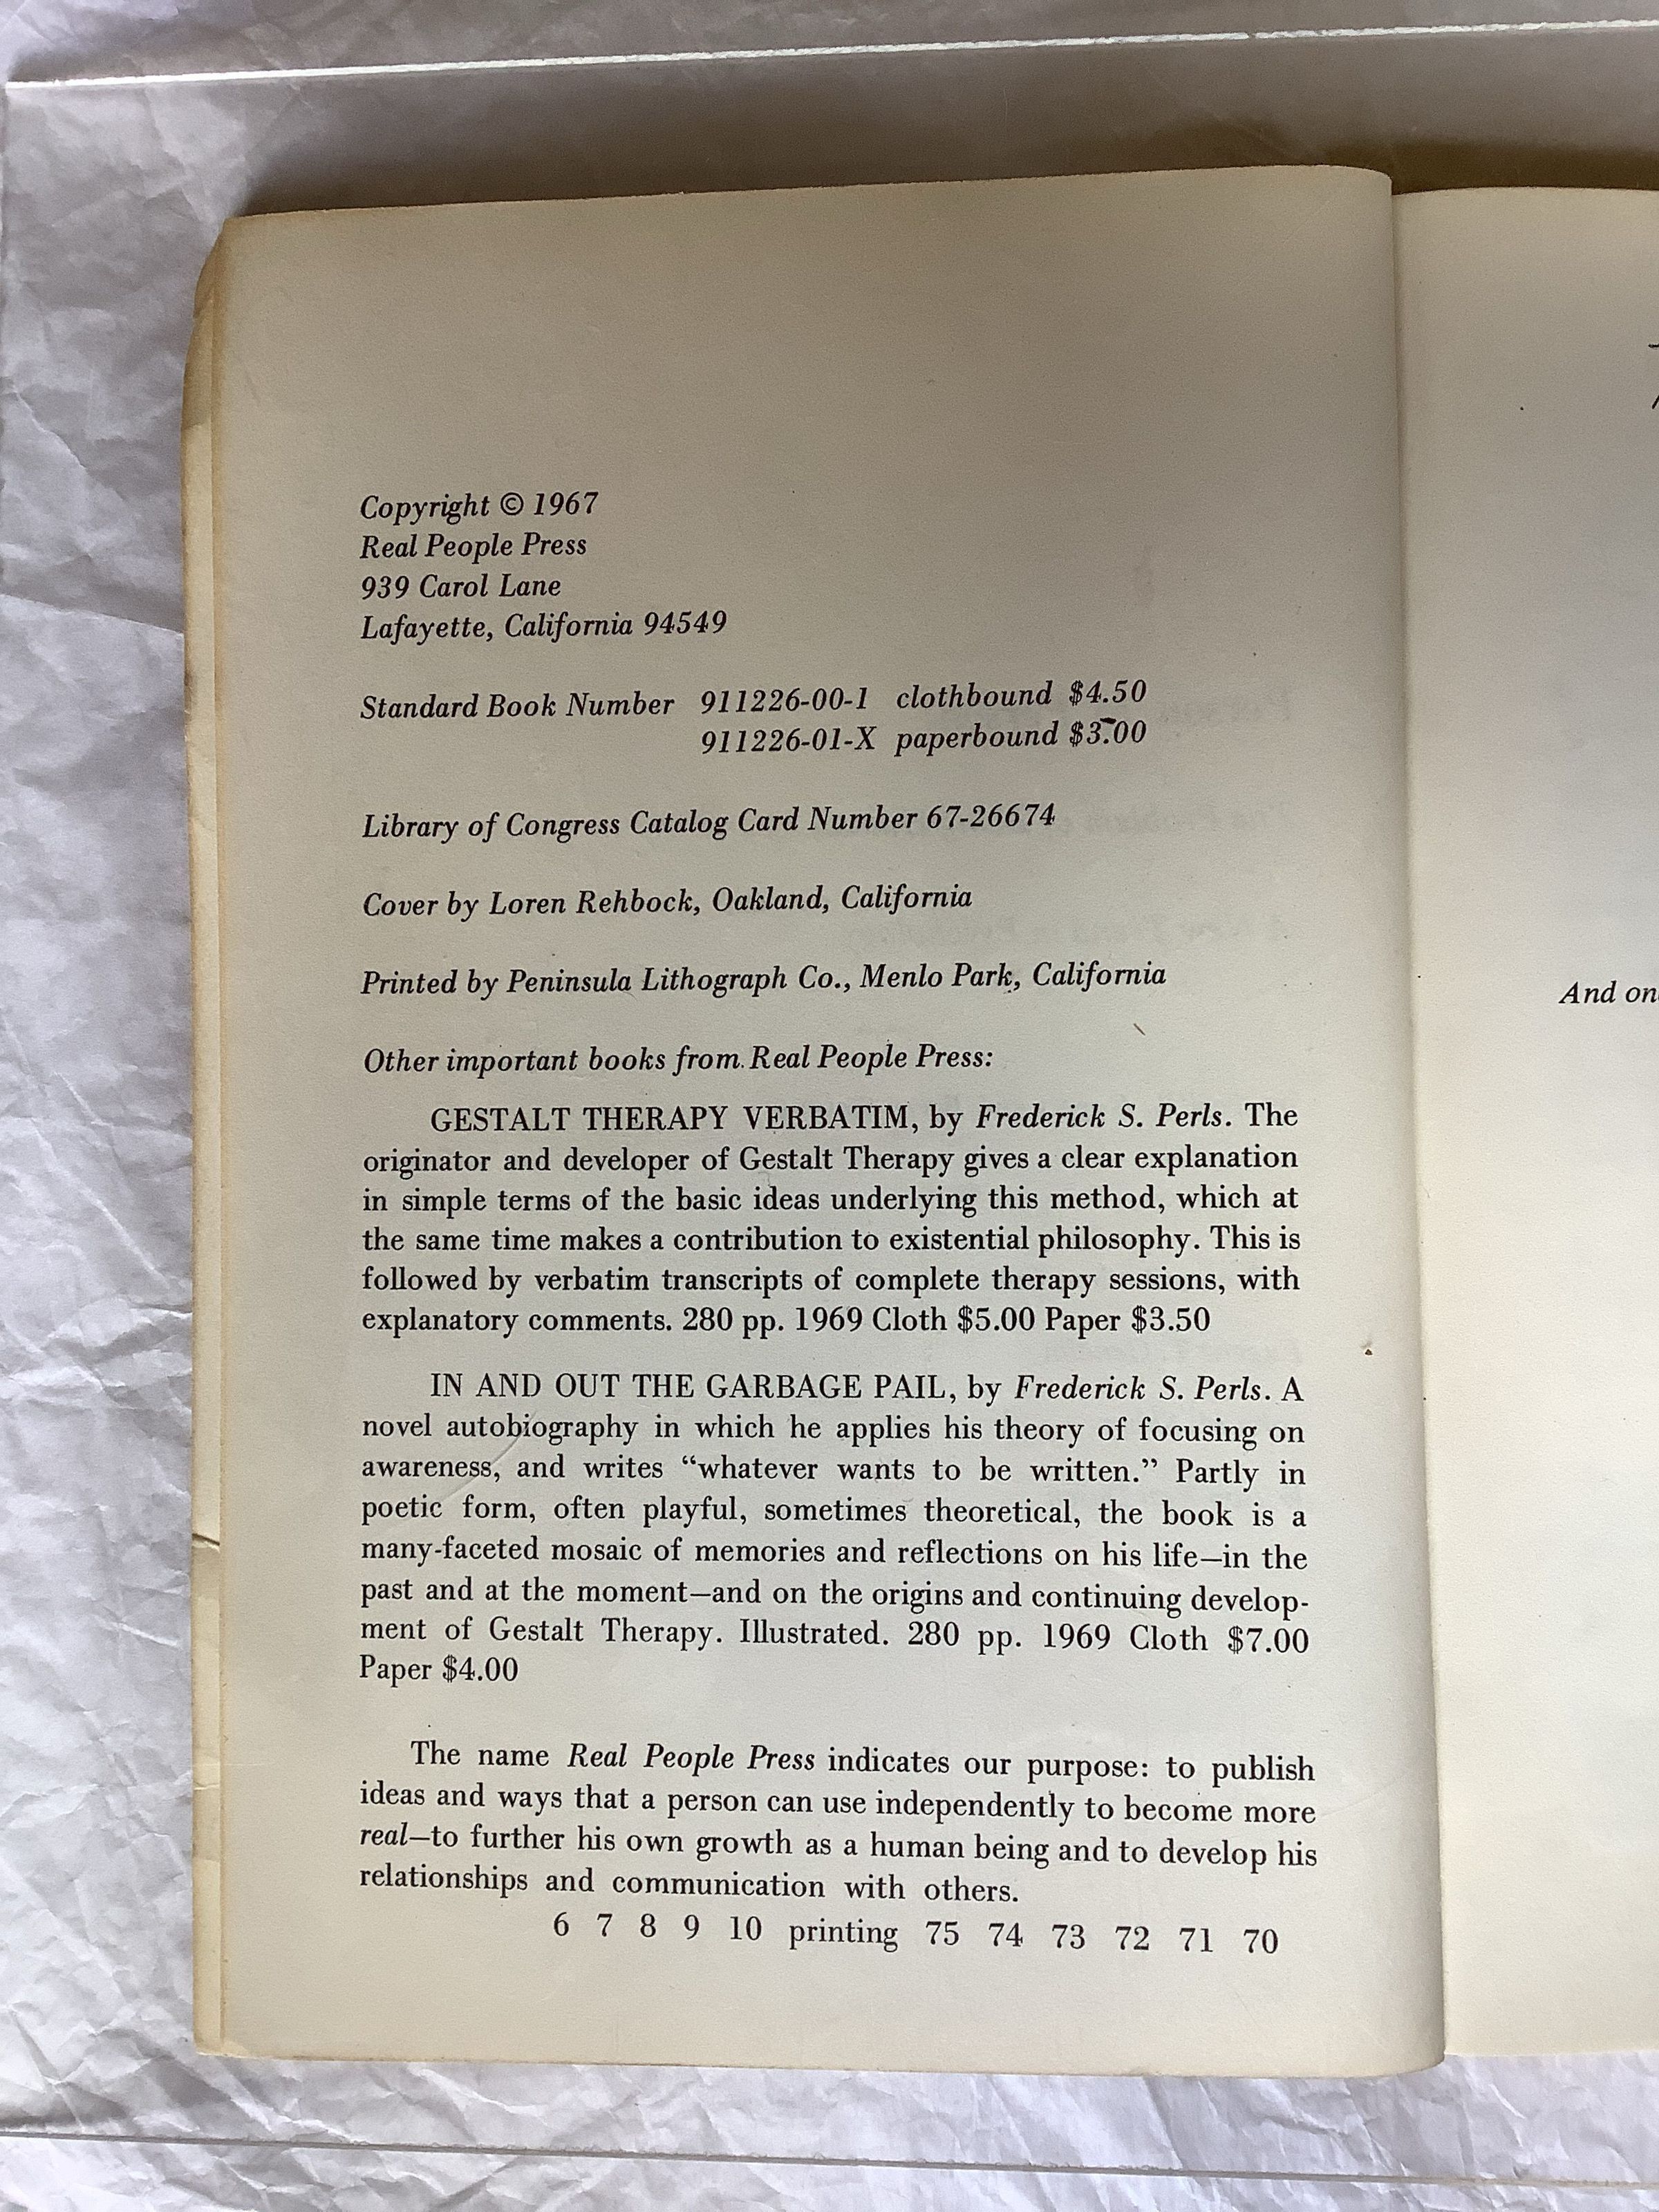 Copyright © 1967
Real People Press
939 Carol Lane
Lafayette, California 94549
Standard Book Number 911226-00-1 clothbound $4.50
911226-01-X paperbound $3.00
Library of Congress Catalog Card Number 67-26674
Cover by Loren Rehbock, Oakland, California
Printed by Peninsula Lithograph Co., Menlo Park, California
Other important books from Real People Press:
GESTALT THERAPY VERBATIM, by Frederick S. Perls. The
originator and developer of Gestalt Therapy gives a clear explanation
in simple terms of the basic ideas underlying this method, which at
the same time makes a contribution to existential philosophy. This is
followed by verbatim transcripts of complete therapy sessions, with
explanatory comments. 280 pp. 1969 Cloth $5.00 Paper $3.50
IN AND OUT THE GARBAGE PAIL, by Frederick S. Perls. A
novel autobiography in which he applies his theory of focusing on
awareness, and writes “whatever wants to be written.” Partly in
poetic form, often playful, sometimes theoretical, the book is a
many-faceted mosaic of memories and reflections on his life—in the
past and at the moment—and on the origins and continuing develop-
ment of Gestalt Therapy. Illustrated. 280 pp. 1969 Cloth $7.00
Paper $4.00
The name Real People Press indicates our purpose: to publish
ideas and ways that a person can use independently to become more
real—to further his own growth as a human being and to develop his
relationships and communication with others.
6 7 8 9 10 printing 75 74 73 72 71 70
And